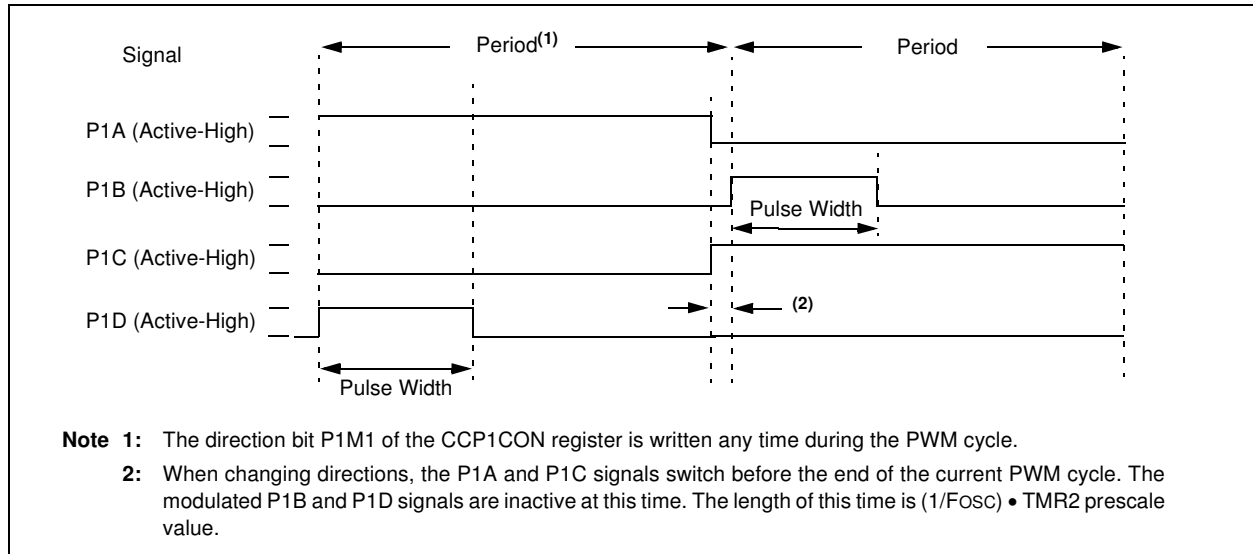 Signal
Period(1)
Period
P1A (Active-High)
P1B (Active-High)
Pulse Width
P1C (Active-High)
(2)
P1D (Active-High)
Pulse Width
Note 1: The direction bit P1M1 of the CCP1CON register is written any time during the PWM cycle.
2: When changing directions, the P1A and P1C signals switch before the end of the current PWM cycle. The
modulated P1B and P1D signals are inactive at this time. The length of this time is (1/FOSC) • TMR2 prescale
value.